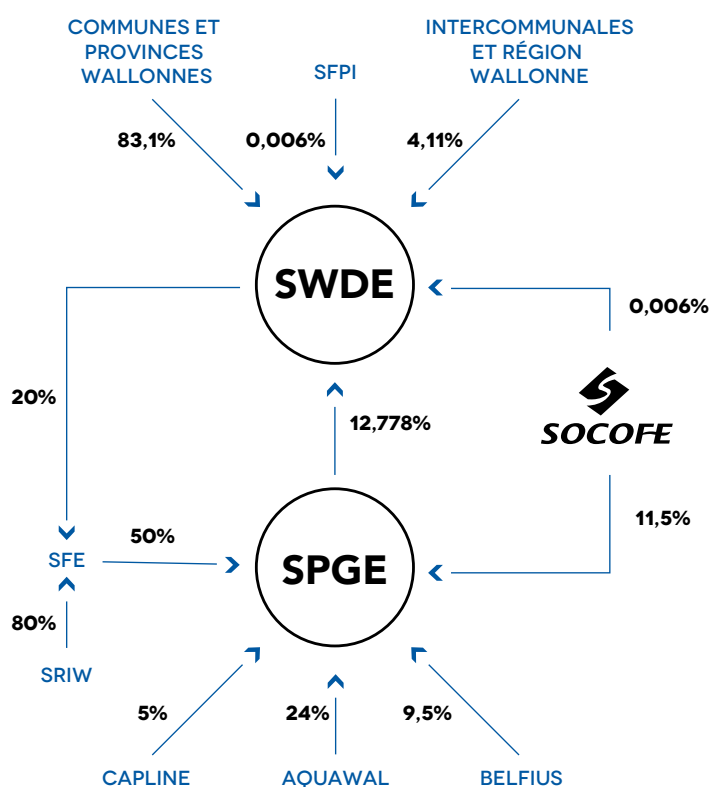 COMMUNES ET
PROVINCES
WALLONNES
SFPI
INTERCOMMUNALES
ET RÉGION
WALLONNE
83,1%
0,006%
4,11%
SWDE
0,006%
20%
12,778%
SOCOFE
11,5%
50%
SFE
SPGE
80%
SRIW
5%
24%
9,5%
CAPLINE
AQUAWAL
BELFIUS